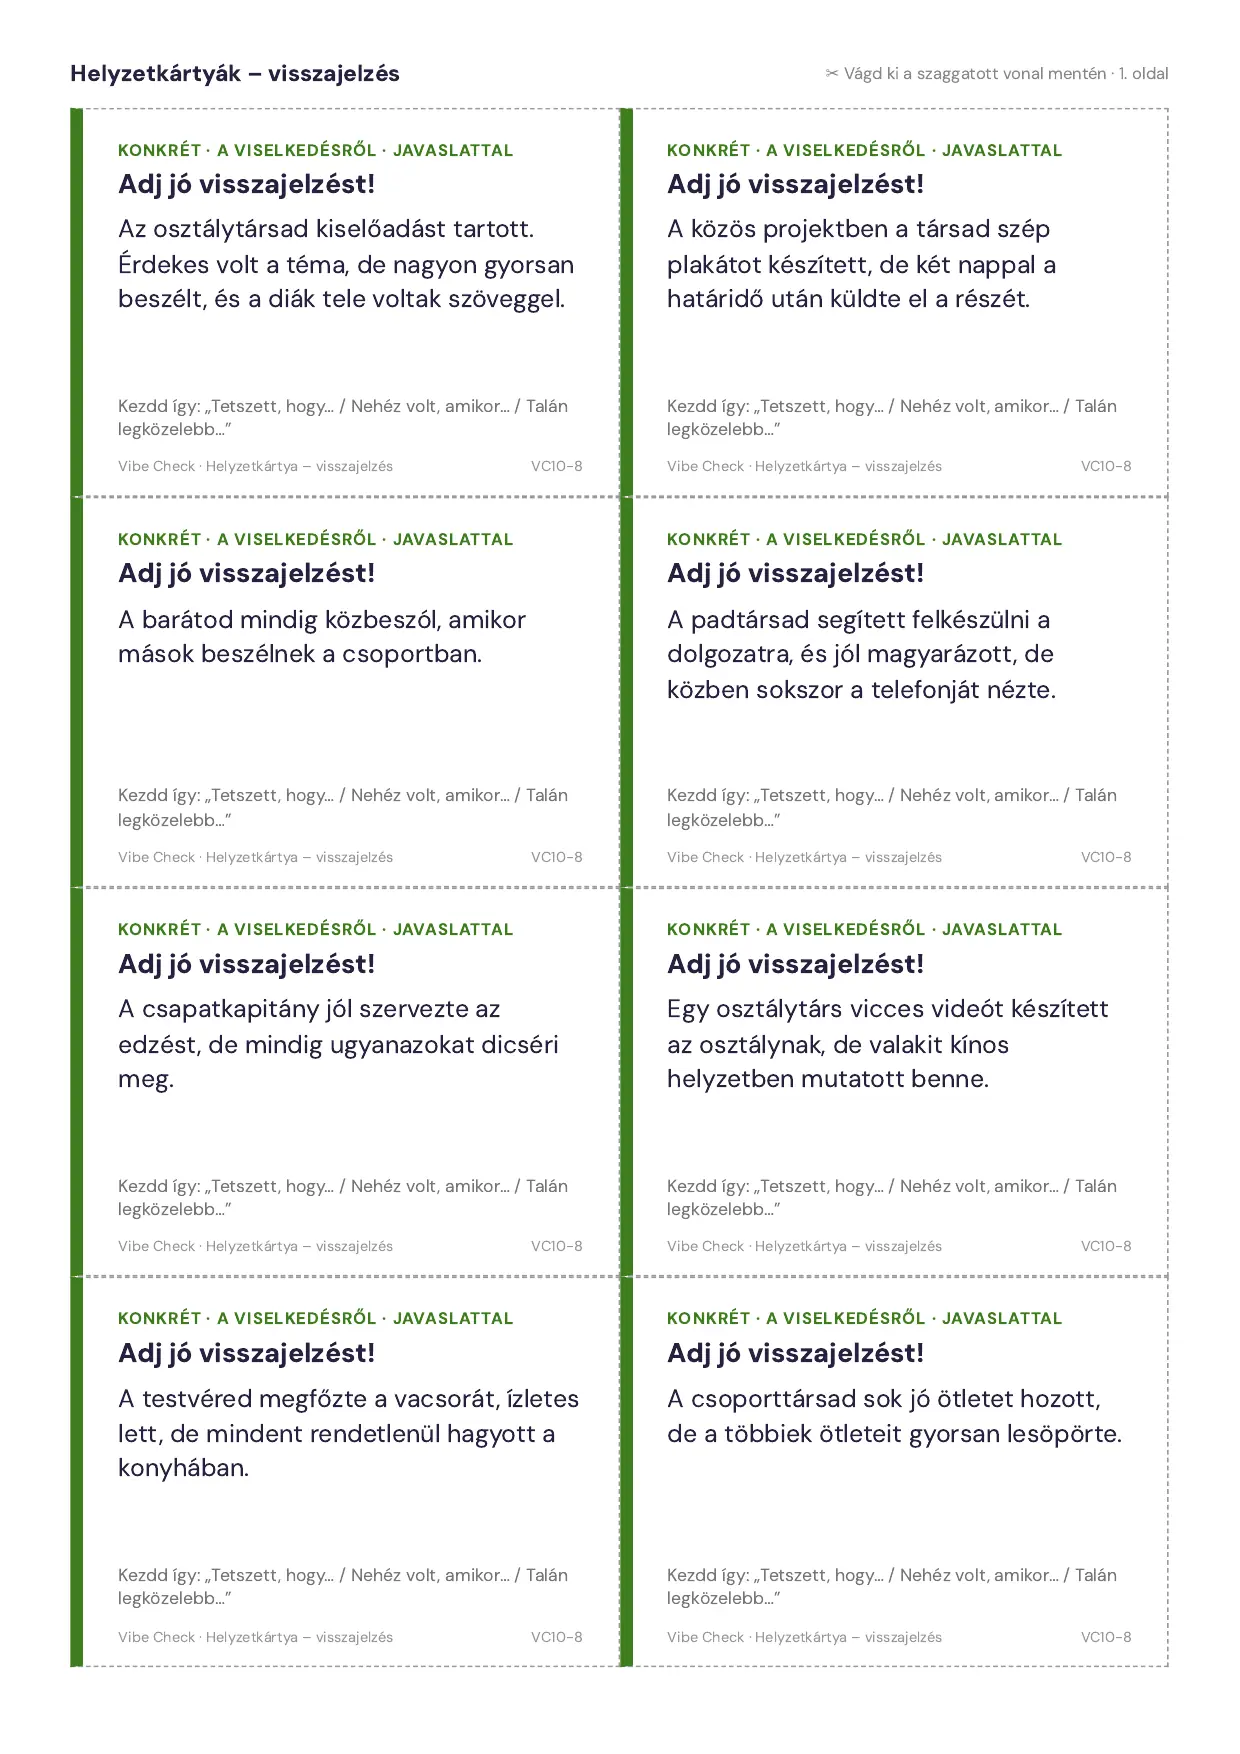 Helyzetkártyák – visszajelzés
✂ Vágd ki a szaggatott vonal mentén · 1. oldal
KONKRÉT · A VISELKEDÉSRŐL · JAVASLATTAL
Adj jó visszajelzést!
Az osztálytársad kiselőadást tartott.
Érdekes volt a téma, de nagyon gyorsan
beszélt, és a diák tele voltak szöveggel.
Kezdd így: „Tetszett, hogy… / Nehéz volt, amikor… / Talán
legközelebb…”
Vibe Check · Helyzetkártya – visszajelzés VC10-8
KONKRÉT · A VISELKEDÉSRŐL · JAVASLATTAL
Adj jó visszajelzést!
A közös projektben a társad szép
plakátot készített, de két nappal a
határidő után küldte el a részét.
Kezdd így: „Tetszett, hogy… / Nehéz volt, amikor… / Talán
legközelebb…”
Vibe Check · Helyzetkártya – visszajelzés VC10-8
KONKRÉT · A VISELKEDÉSRŐL · JAVASLATTAL
Adj jó visszajelzést!
A barátod mindig közbeszól, amikor
mások beszélnek a csoportban.
Kezdd így: „Tetszett, hogy… / Nehéz volt, amikor… / Talán
legközelebb…”
Vibe Check · Helyzetkártya – visszajelzés VC10-8
KONKRÉT · A VISELKEDÉSRŐL · JAVASLATTAL
Adj jó visszajelzést!
A padtársad segített felkészülni a
dolgozatra, és jól magyarázott, de
közben sokszor a telefonját nézte.
Kezdd így: „Tetszett, hogy… / Nehéz volt, amikor… / Talán
legközelebb…”
Vibe Check · Helyzetkártya – visszajelzés VC10-8
KONKRÉT · A VISELKEDÉSRŐL · JAVASLATTAL
Adj jó visszajelzést!
A csapatkapitány jól szervezte az
edzést, de mindig ugyanazokat dicséri
meg.
Kezdd így: „Tetszett, hogy… / Nehéz volt, amikor… / Talán
legközelebb…”
Vibe Check · Helyzetkártya – visszajelzés VC10-8
KONKRÉT · A VISELKEDÉSRŐL · JAVASLATTAL
Adj jó visszajelzést!
Egy osztálytárs vicces videót készített
az osztálynak, de valakit kínos
helyzetben mutatott benne.
Kezdd így: „Tetszett, hogy… / Nehéz volt, amikor… / Talán
legközelebb…”
Vibe Check · Helyzetkártya – visszajelzés VC10-8
KONKRÉT · A VISELKEDÉSRŐL · JAVASLATTAL
Adj jó visszajelzést!
A testvéred megfőzte a vacsorát, ízletes
lett, de mindent rendetlenül hagyott a
konyhában.
Kezdd így: „Tetszett, hogy… / Nehéz volt, amikor… / Talán
legközelebb…”
Vibe Check · Helyzetkártya – visszajelzés VC10-8
KONKRÉT · A VISELKEDÉSRŐL · JAVASLATTAL
Adj jó visszajelzést!
A csoporttársad sok jó ötletet hozott,
de a többiek ötleteit gyorsan lesöpörte.
Kezdd így: „Tetszett, hogy… / Nehéz volt, amikor… / Talán
legközelebb…”
Vibe Check · Helyzetkártya – visszajelzés VC10-8